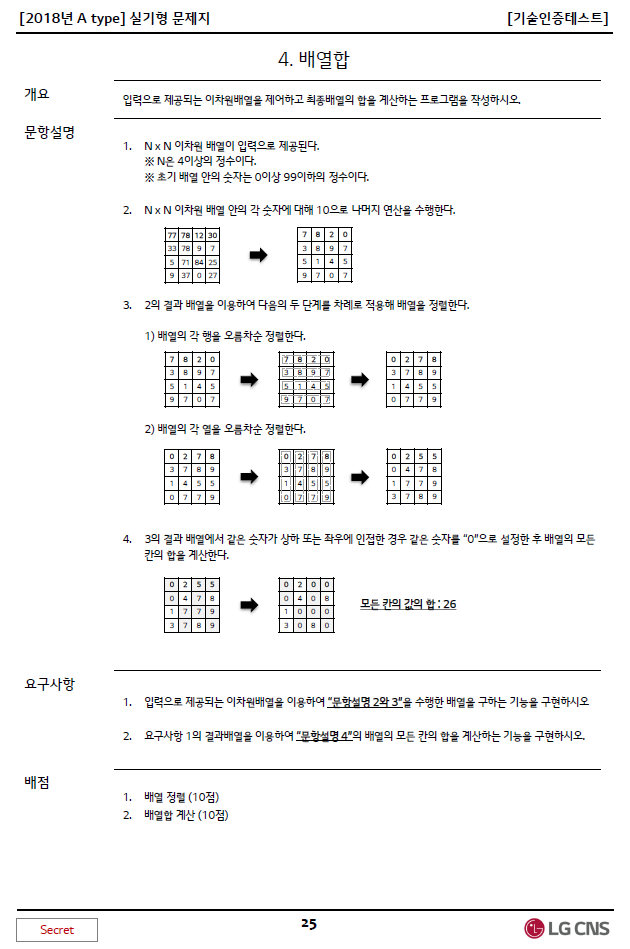 [2018년 A type] 실기형 문제지 [기술인증테스트]
4. 배열합
개요
입력으로 제공되는 이차원배열을 제어하고 최종배열의 합을 계산하는 프로그램을 작성하시오.
문항설명
1. N x N 이차원 배열이 입력으로 제공된다.
※ N은 4이상의 정수이다.
※ 초기 배열 안의 숫자는 0이상 99이하의 정수이다.
2. N x N 이차원 배열 안의 각 숫자에 대해 10으로 나머지 연산을 수행한다.
77 78 12 30 7 8 2 0
33 78 9 7 3 8 9 7
5 71 84 25 5 1 4 5
9 37 0 27 9 7 0 7
3. 2의 결과 배열을 이용하여 다음의 두 단계를 차례로 적용해 배열을 정렬한다.
1) 배열의 각 행을 오름차순 정렬한다.
7 8 2 0 7 8 2 0 0 2 7 8
3 8 9 7 3 8 9 7 3 7 8 9
5 1 4 5 5 1 4 5 1 4 5 5
9 7 0 7 9 7 0 7 0 7 7 9
2) 배열의 각 열을 오름차순 정렬한다.
0 2 7 8 0 2 7 8 0 2 5 5
3 7 8 9 3 7 8 9 0 4 7 8
1 4 5 5 1 4 5 5 1 7 7 9
0 7 7 9 0 7 7 9 3 7 8 9
4. 3의 결과 배열에서 같은 숫자가 상하 또는 좌우에 인접한 경우 같은 숫자를 “0”으로 설정한 후 배열의 모든
칸의 합을 계산한다.
0 2 5 5 0 2 0 0
0 4 7 8 0 4 0 8
1 7 7 9 1 0 0 0
3 7 8 9 3 0 8 0
모든 칸의 값의 합 : 26
요구사항
1. 입력으로 제공되는 이차원배열을 이용하여 “문항설명 2와 3”을 수행한 배열을 구하는 기능을 구현하시오
2. 요구사항 1의 결과배열을 이용하여 “문항설명 4”의 배열의 모든 칸의 합을 계산하는 기능을 구현하시오.
배점
1. 배열 정렬 (10점)
2. 배열합 계산 (10점)
Secret 25 LG CNS